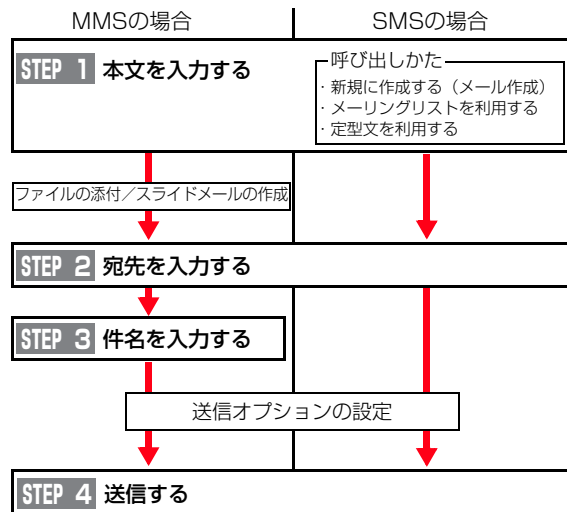 MMSの場合
SMSの場合
STEP 1 本文を入力する
呼び出しかた
・新規に作成する（メール作成）
・メーリングリストを利用する
・定型文を利用する
ファイルの添付／スライドメールの作成
STEP 2 宛先を入力する
STEP 3 件名を入力する
送信オプションの設定
STEP 4 送信する